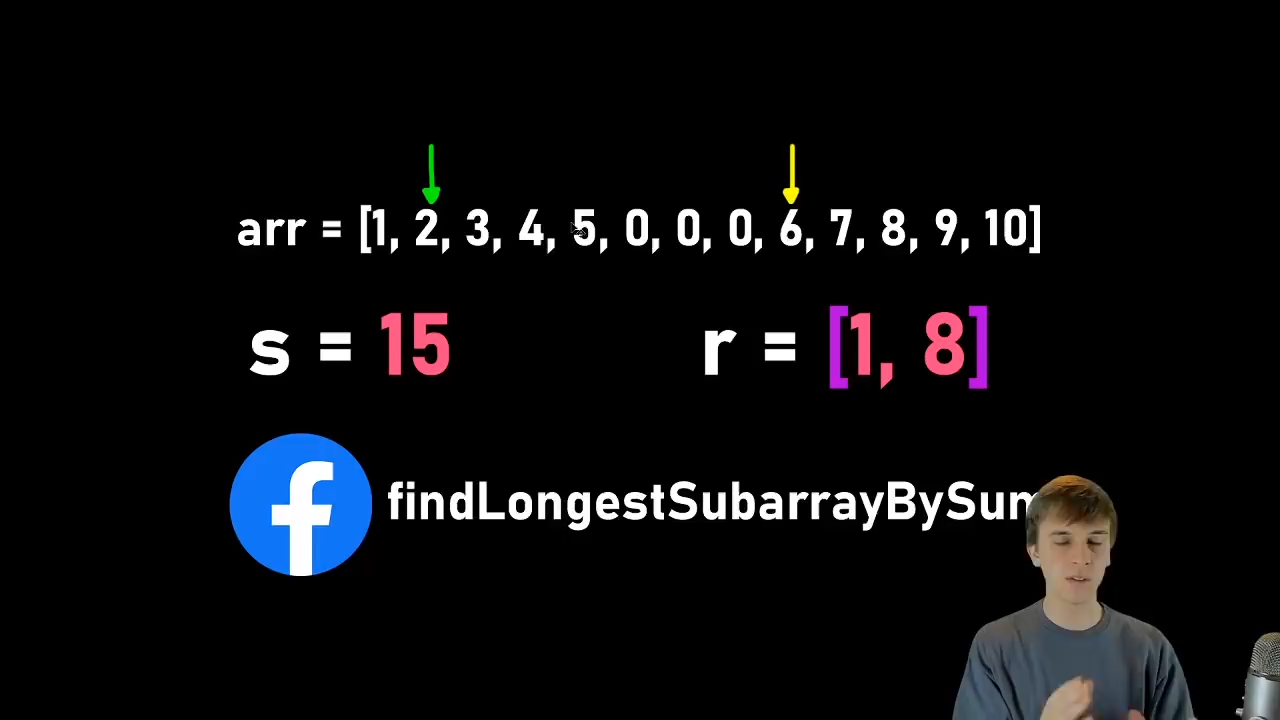 arr = [1, 2, 3, 4, 5, 0, 0, 0, 6, 7, 8, 9, 10]
s = 15 r = [1, 8]
findLongestSubarrayBySum